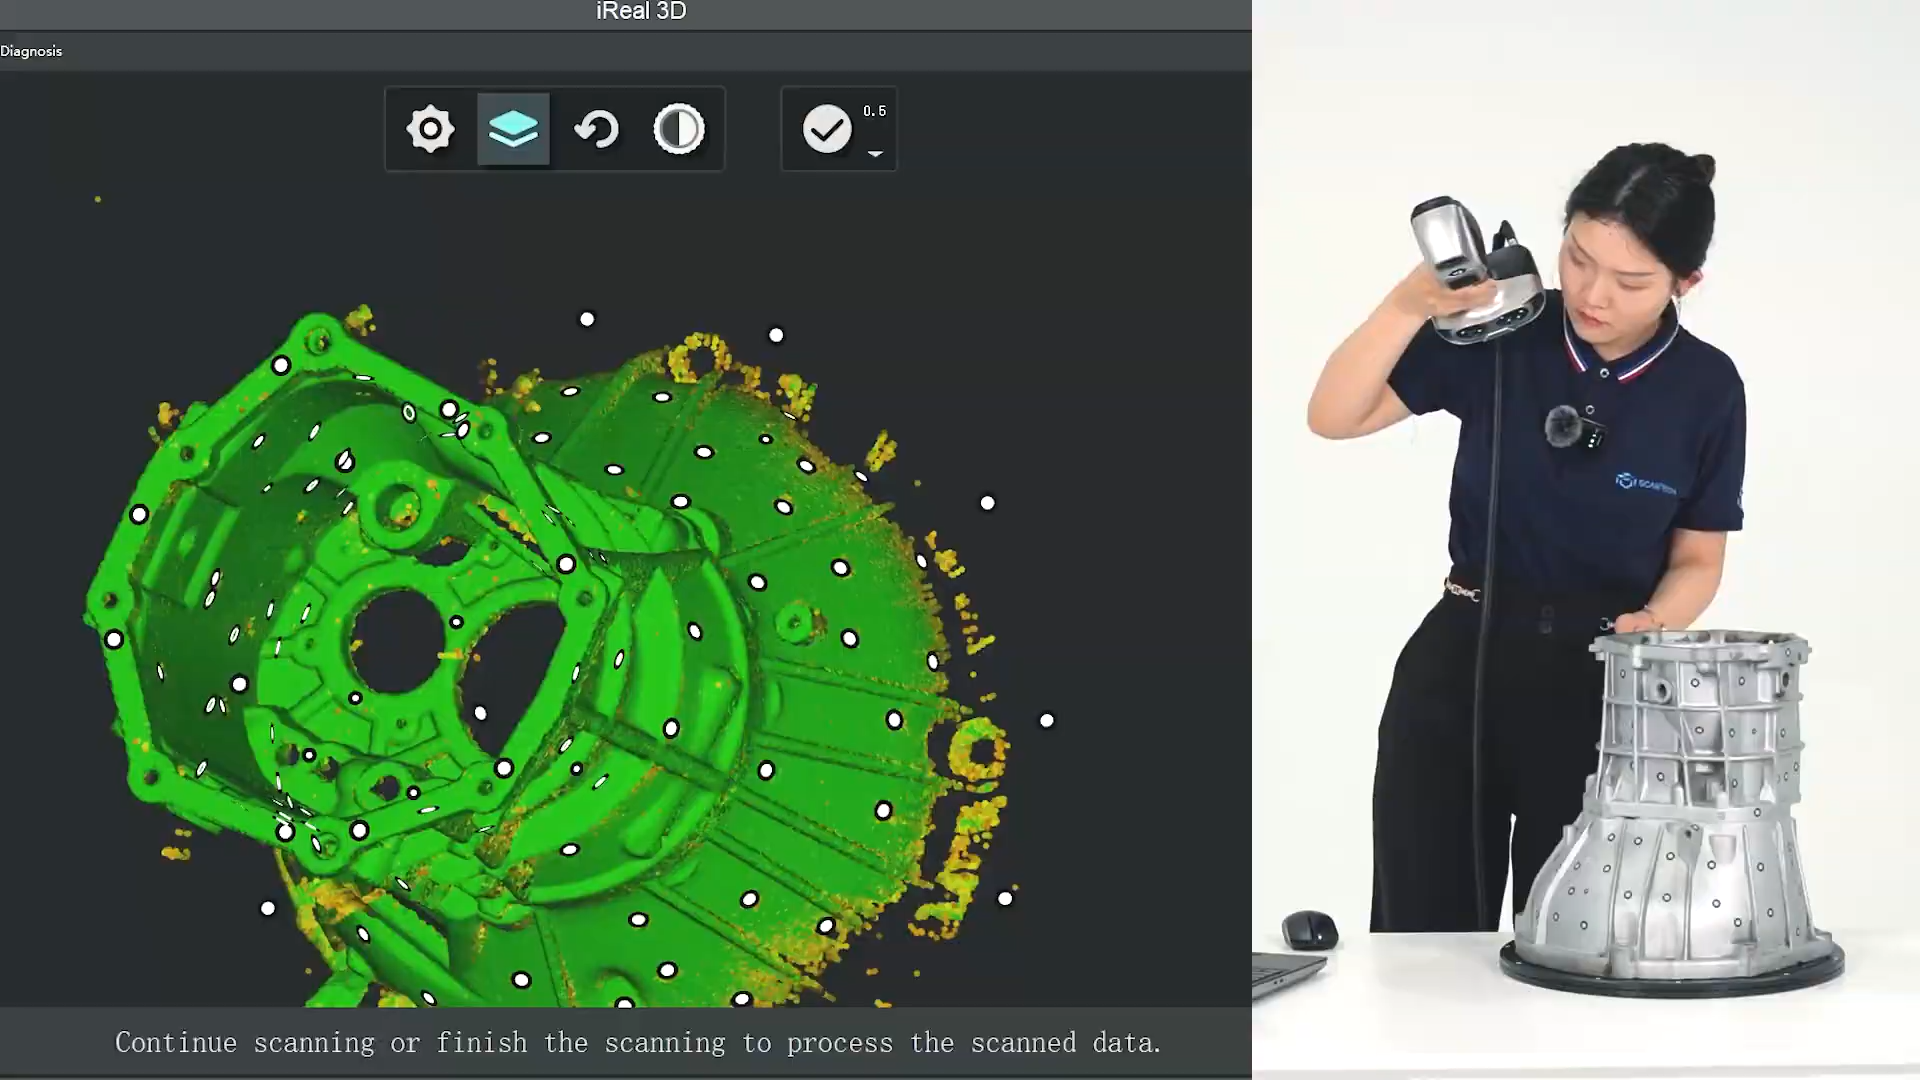 iReal 3D
Diagnosis
0.5
Continue scanning or finish the scanning to process the scanned data.